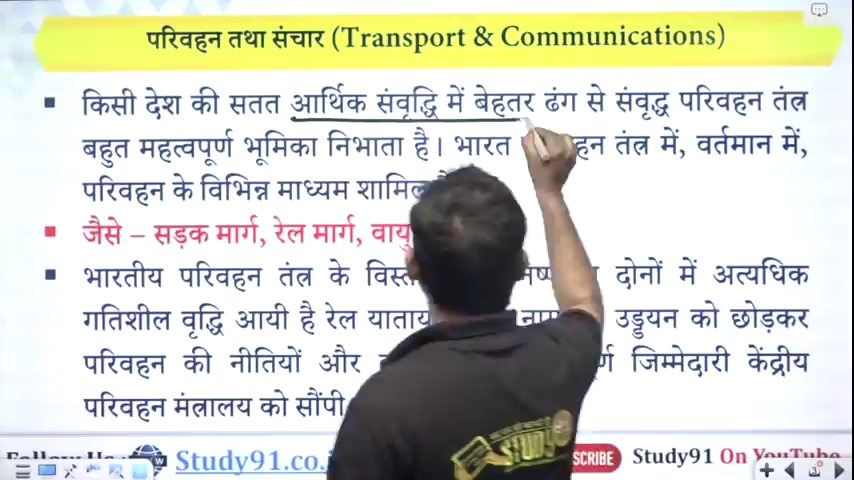 परिवहन तथा संचार (Transport & Communications)
किसी देश की सतत आर्थिक संवृद्धि में बेहतर ढंग से संवृद्ध परिवहन तंत्र
बहुत महत्वपूर्ण भूमिका निभाता है। भारत हन तंत्र में, वर्तमान में,
परिवहन के विभिन्न माध्यम शामिल
जैसे – सड़क मार्ग, रेल मार्ग, वायु
भारतीय परिवहन तंत्र के दोनों में अत्यधिक
गतिशील वृद्धि आयी है रेल उड्डयन को छोड़कर
परिवहन की नीतियों और जिम्मेदारी केंद्रीय
परिवहन मंत्रालय को सौंपी
Study91.co.i SCRIBE Study91 On YouTube
STUDY